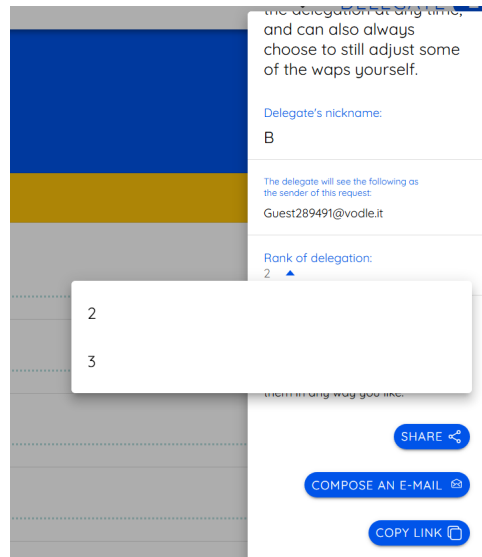 DELEGATE
the delegation at any time,
and can also always
choose to still adjust some
of the waps yourself.
Delegate's nickname:
B
The delegate will see the following as
the sender of this request:
Guest289491@vodle.it
Rank of delegation:
2
2
3
them in any way you like.
SHARE
COMPOSE AN E-MAIL
COPY LINK